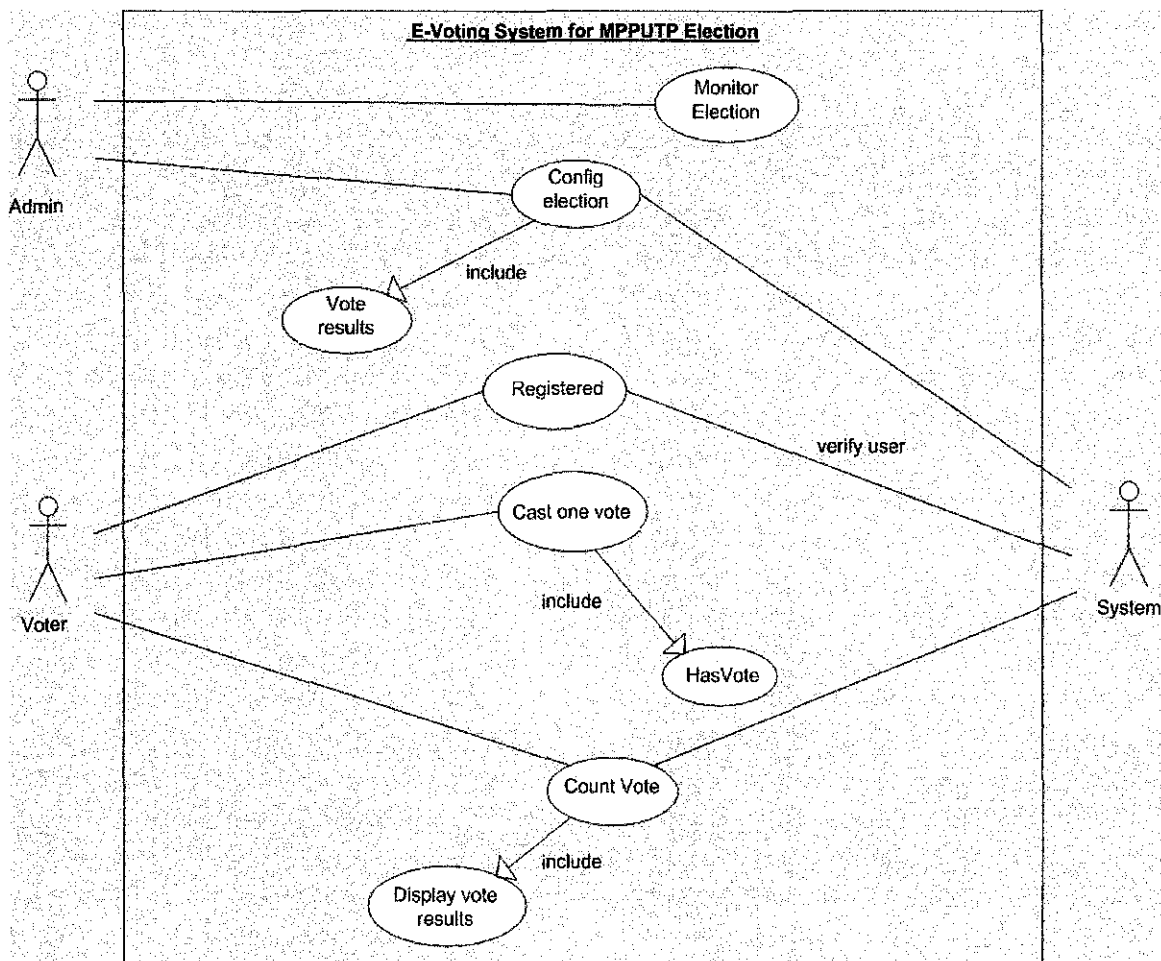 E-Voting System for MPPUTP Election
Monitor
Election
Admin
Config
election
include
Vote
results
Registered
verify user
Voter
Cast one vote
System
include
HasVote
Count Vote
include
Display vote
results